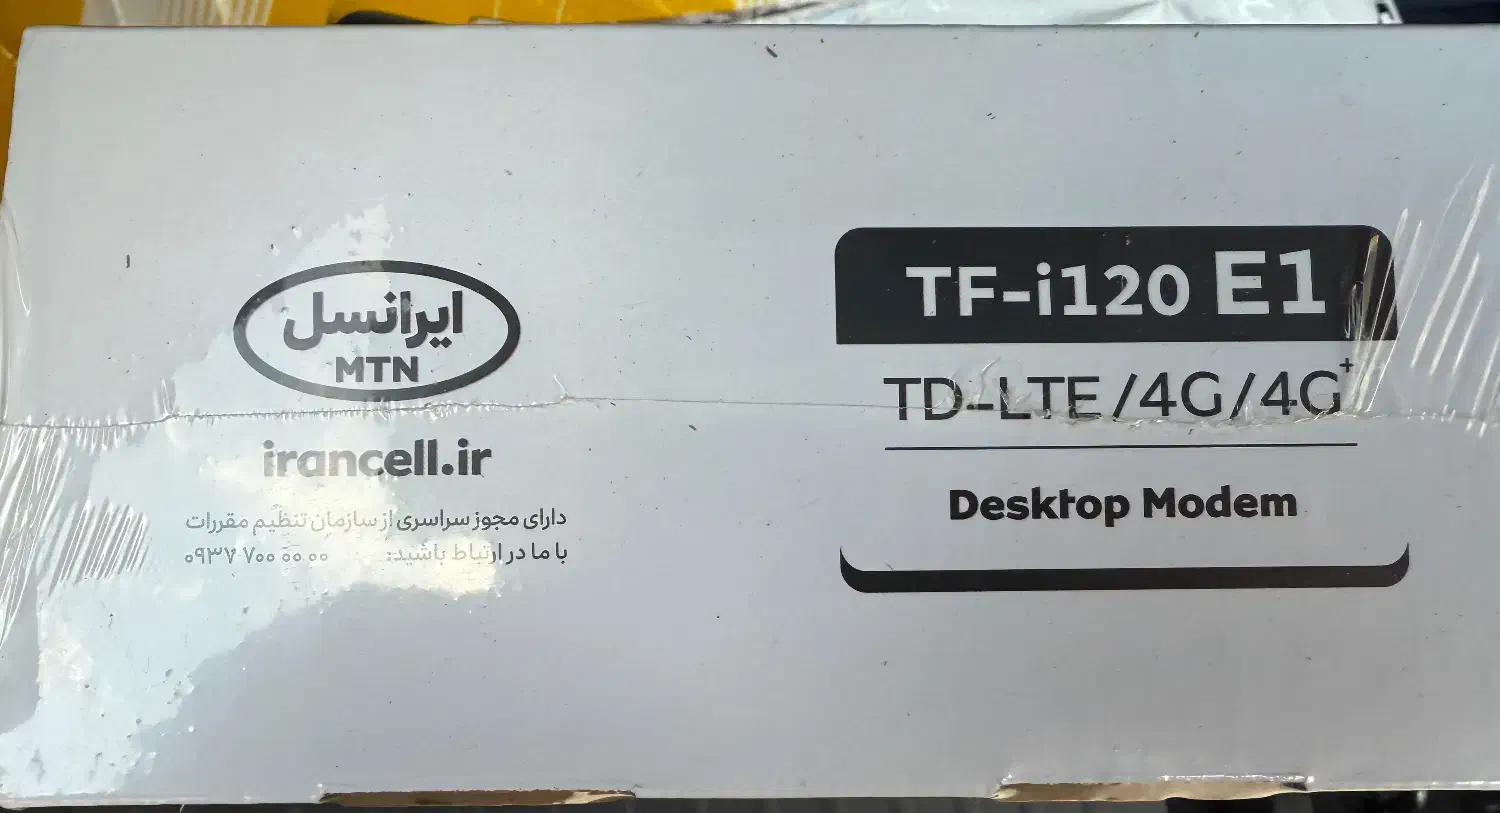 ایرانسل
MTN
irancell.ir
دارای مجوز سراسری از سازمان تنظیم مقررات
با ما در ارتباط باشید: ۰۹۳۷ ۷۰۰ ۰۰ ۰۰
TF-i120 E1
TD-LTE/4G/4G+
Desktop Modem